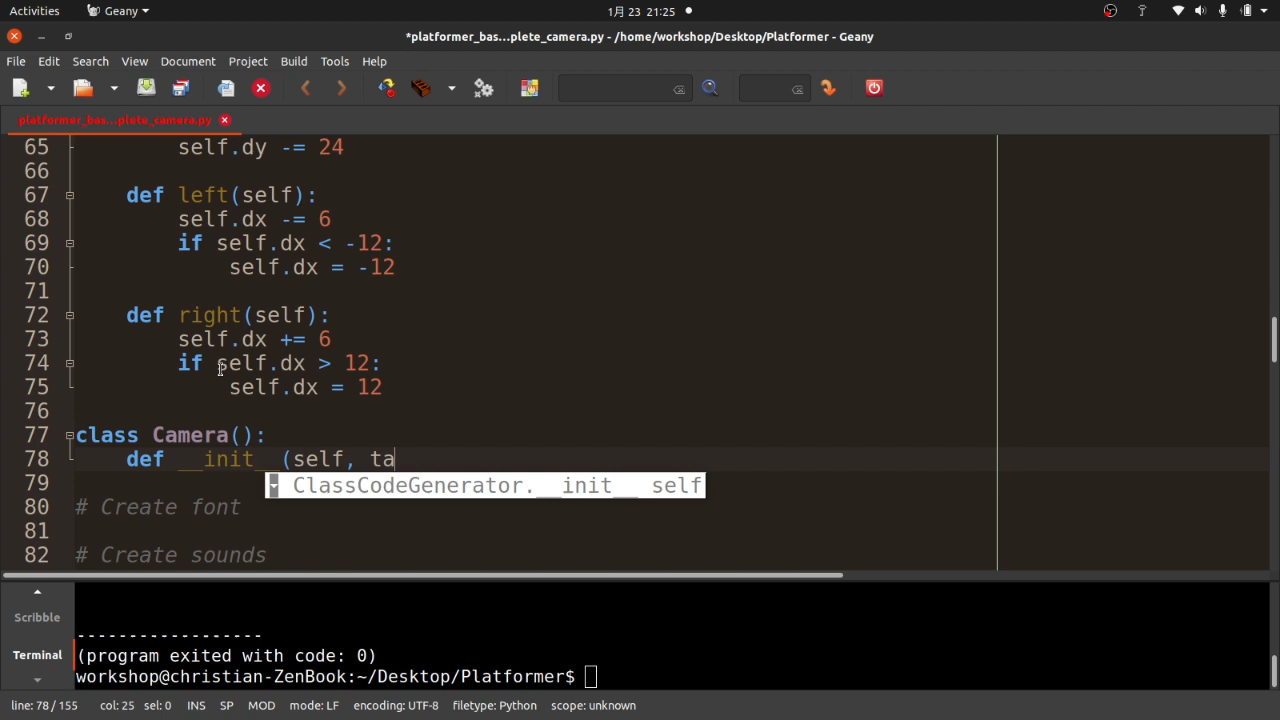 Activities Geany 1月 23 21:25
*platformer_bas...plete_camera.py - /home/workshop/Desktop/Platformer - Geany
File Edit Search View Document Project Build Tools Help
platformer_bas...plete_camera.py
65 self.dy -= 24
66
67 def left(self):
68 self.dx -= 6
69 if self.dx < -12:
70 self.dx = -12
71
72 def right(self):
73 self.dx += 6
74 if self.dx > 12:
75 self.dx = 12
76
77 class Camera():
78 def __init__(self, ta
79 ClassCodeGenerator.__init__ self
80 # Create font
81
82 # Create sounds
Scribble
------------------
Terminal (program exited with code: 0)
workshop@christian-ZenBook:~/Desktop/Platformer$
line: 78 / 155 col: 25 sel: 0 INS SP MOD mode: LF encoding: UTF-8 filetype: Python scope: unknown